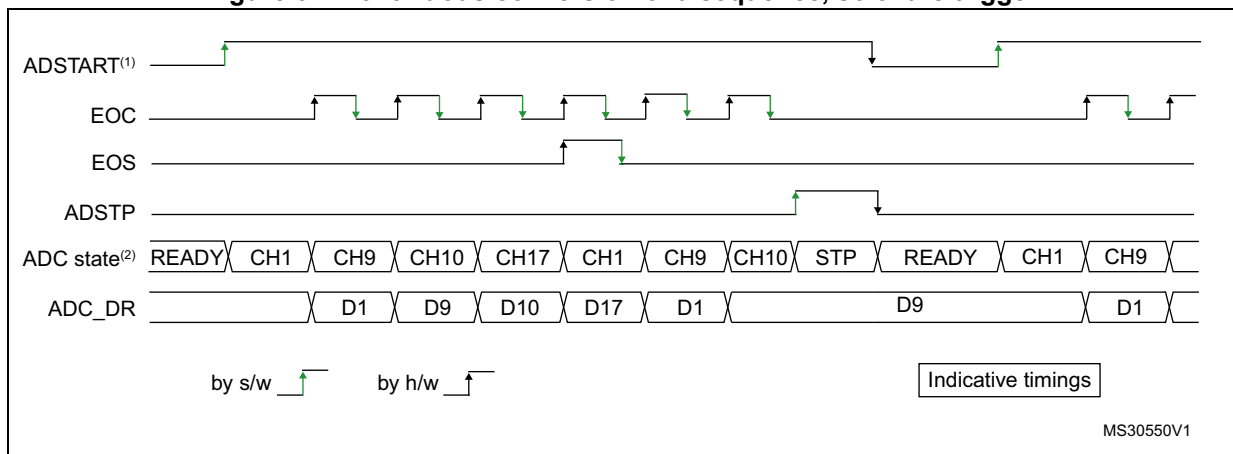 ADSTART(1)
EOC
EOS
ADSTP
ADC state(2) READY CH1 CH9 CH10 CH17 CH1 CH9 CH10 STP READY CH1 CH9
ADC_DR D1 D9 D10 D17 D1 D9 D1
by s/w by h/w Indicative timings
MS30550V1